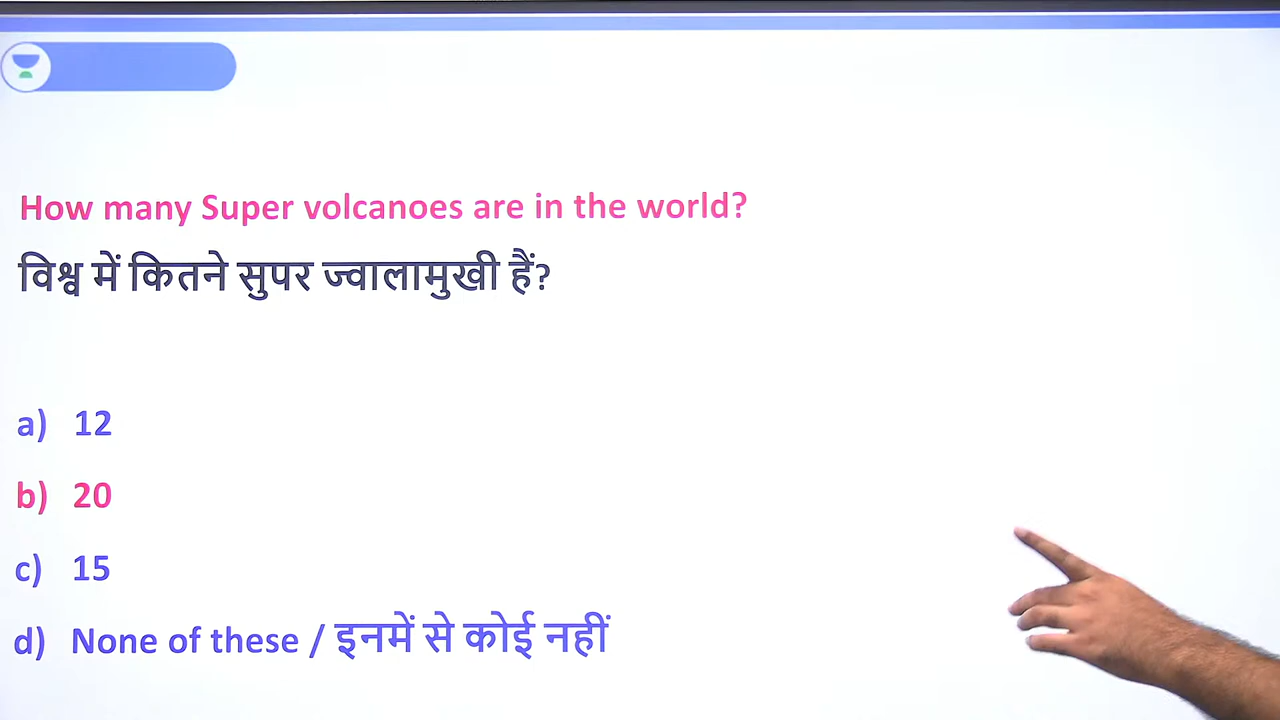 How many Super volcanoes are in the world?
विश्व में कितने सुपर ज्वालामुखी हैं?
a) 12
b) 20
c) 15
d) None of these / इनमें से कोई नहीं